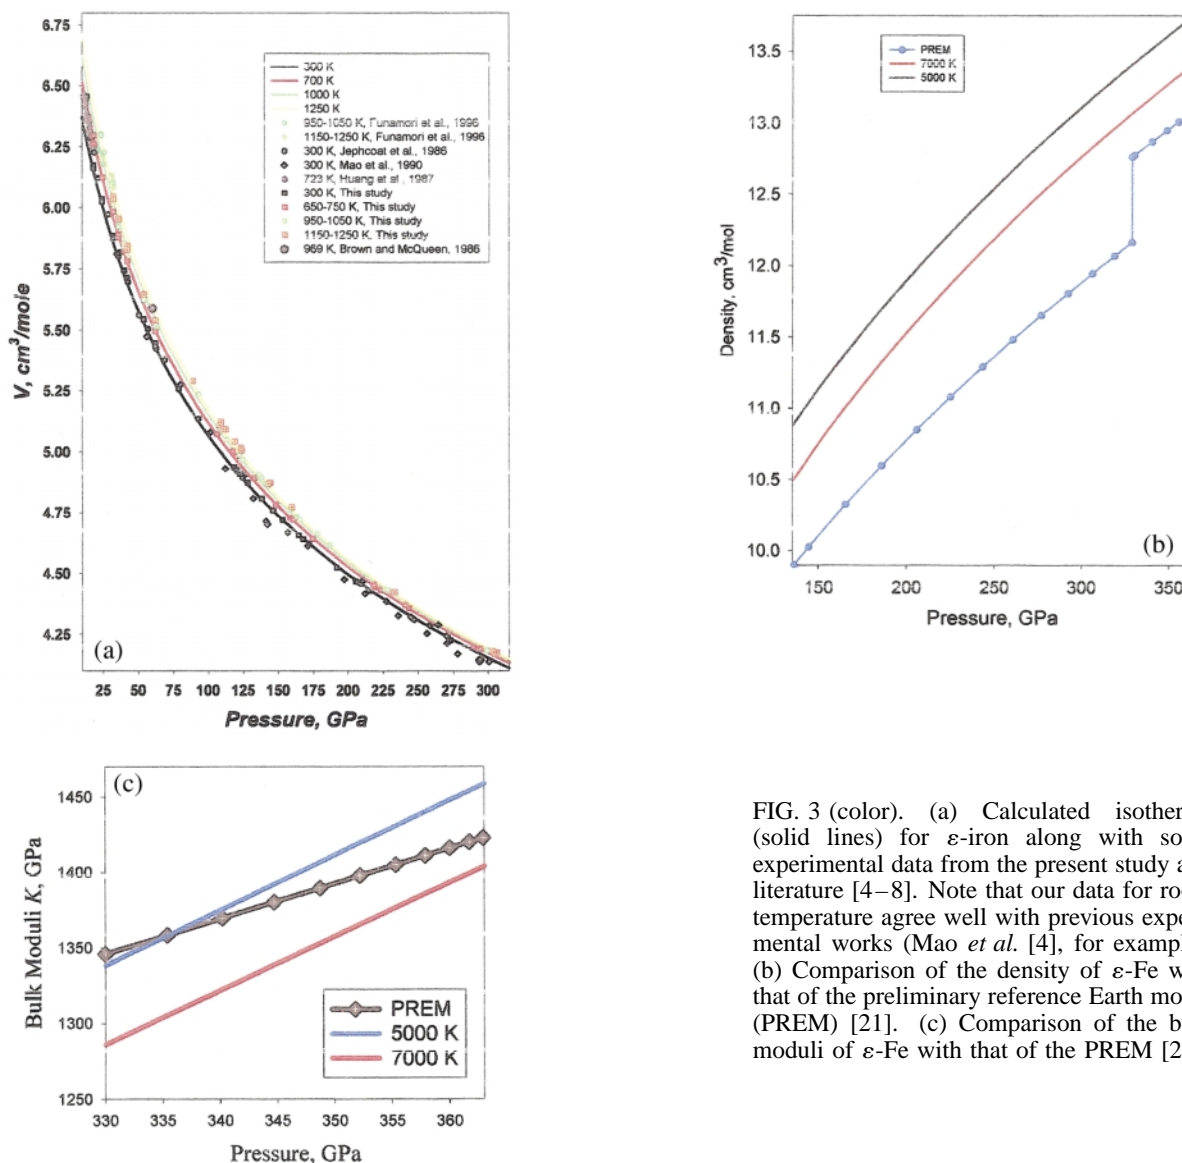 6.75
6.50
6.25
6.00
5.75
5.50
5.25
5.00
4.75
4.50
4.25
V, cm³/mole
300 K
700 K
1000 K
1250 K
950-1050 K, Funamori et al., 1996
1150-1250 K, Funamori et al., 1996
300 K, Jephcoat et al., 1986
300 K, Mao et al., 1990
723 K, Huang et al., 1987
300 K, This study
650-750 K, This study
950-1050 K, This study
1150-1250 K, This study
969 K, Brown and McQueen, 1986
(a)
25 50 75 100 125 150 175 200 225 250 275 300
Pressure, GPa
13.5
13.0
12.5
12.0
11.5
11.0
10.5
10.0
Density, cm³/mol
PREM
7000 K
5000 K
(b)
150 200 250 300 350
Pressure, GPa
(c)
1450
1400
1350
1300
1250
Bulk Moduli K, GPa
PREM
5000 K
7000 K
330 335 340 345 350 355 360
Pressure, GPa
FIG. 3 (color). (a) Calculated isother
(solid lines) for ε-iron along with so
experimental data from the present study a
literature [4–8]. Note that our data for roo
temperature agree well with previous expe
mental works (Mao et al. [4], for exampl
(b) Comparison of the density of ε-Fe w
that of the preliminary reference Earth mo
(PREM) [21]. (c) Comparison of the b
moduli of ε-Fe with that of the PREM [2